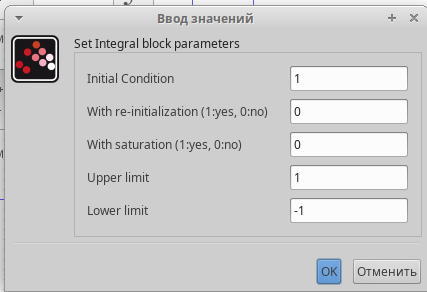 Ввод значений
Set Integral block parameters
Initial Condition 1
With re-initialization (1:yes, 0:no) 0
With saturation (1:yes, 0:no) 0
Upper limit 1
Lower limit -1
OK Отменить